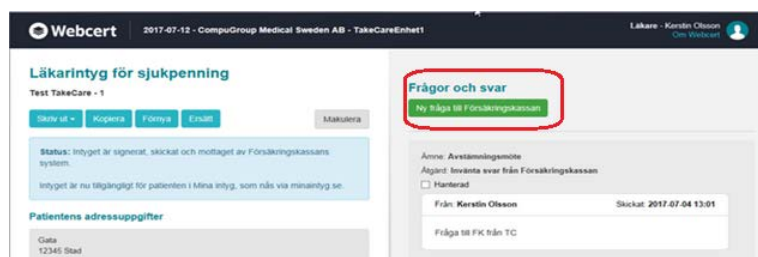 Webcert
2017-07-12 - CompuGroup Medical Sweden AB - TakeCareEnhet1
Läkare - Kerstin Olsson
Om Webcert
Läkarintyg för sjukpenning
Test TakeCare - 1
Skriv ut
Kopiera
Förnya
Ersätt
Makulera
Status: Intyget är signerat, skickat och mottaget av Försäkringskassans
system.
Intyget är nu tillgängligt för patienten i Mina intyg, som nås via minaintyg.se.
Patientens adressuppgifter
Gata
12345 Stad
Frågor och svar
Ny fråga till Försäkringskassan
Ämne: Avstämningsmöte
Åtgärd: Invänta svar från Försäkringskassan
Hanterad
Från: Kerstin Olsson
Skickat: 2017-07-04 13:01
Fråga till FK från TC